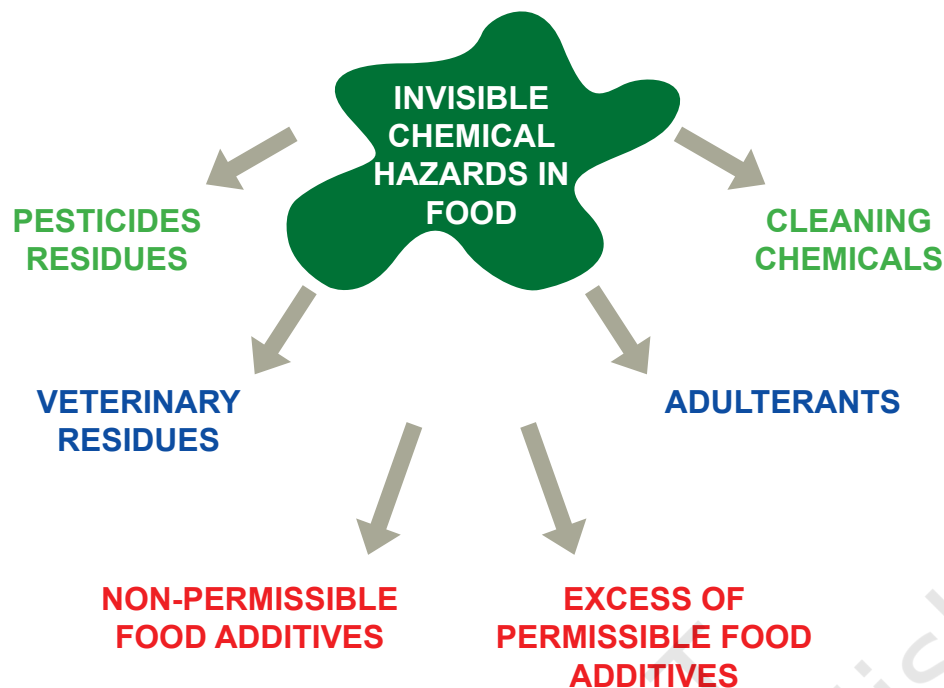 INVISIBLE
CHEMICAL
HAZARDS IN
FOOD
PESTICIDES
RESIDUES
CLEANING
CHEMICALS
VETERINARY
RESIDUES
ADULTERANTS
NON-PERMISSIBLE
FOOD ADDITIVES
EXCESS OF
PERMISSIBLE FOOD
ADDITIVES